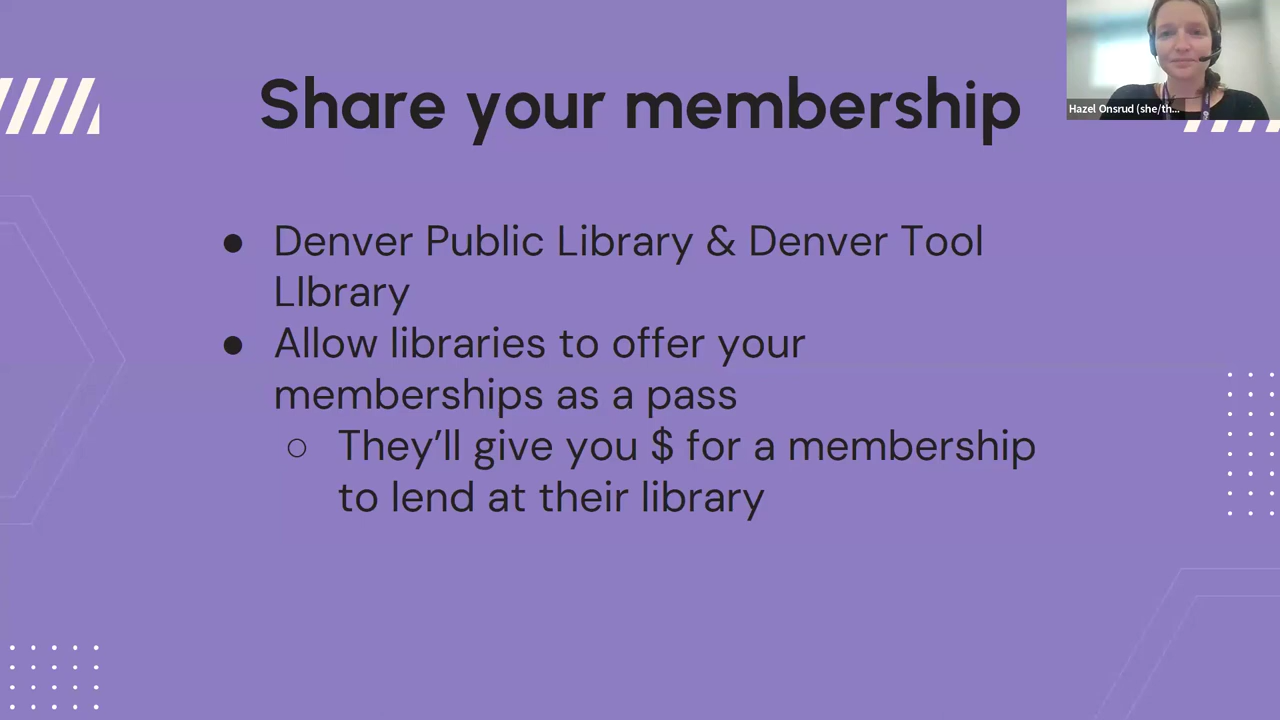 Share your membership
Hazel Onsrud (she/th...
● Denver Public Library & Denver Tool
LIbrary
● Allow libraries to offer your
memberships as a pass
○ They’ll give you $ for a membership
to lend at their library